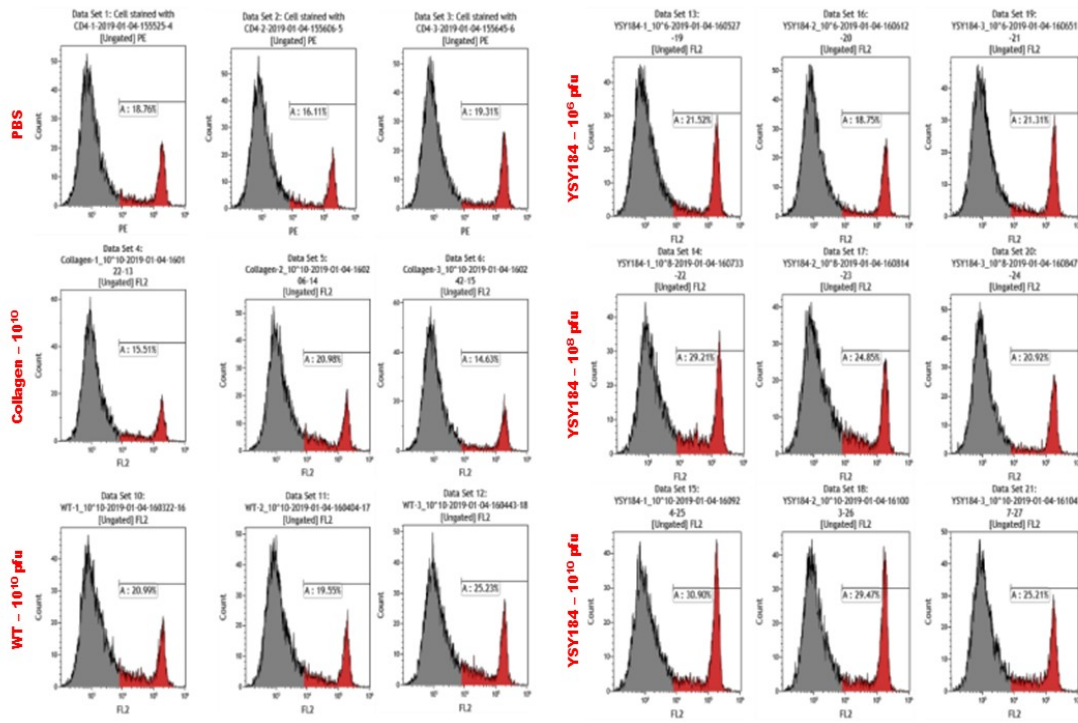 PBS
Data Set 1: Cell stained with
CD4-1-2019-01-04-155525-4
[Ungated] PE
A : 18.76%
Count
PE
Data Set 2: Cell stained with
CD4-2-2019-01-04-155606-5
[Ungated] PE
A : 16.11%
Count
PE
Data Set 3: Cell stained with
CD4-3-2019-01-04-155645-6
[Ungated] PE
A : 19.31%
Count
PE
YSY184 – 10⁶ pfu
Data Set 13:
YSY184-1_10^6-2019-01-04-160527
-19
[Ungated] FL2
A : 21.52%
Count
FL2
Data Set 16:
YSY184-2_10^6-2019-01-04-160612
-20
[Ungated] FL2
A : 18.75%
Count
FL2
Data Set 19:
YSY184-3_10^6-2019-01-04-160651
-21
[Ungated] FL2
A : 21.31%
Count
FL2
Collagen – 10¹⁰
Data Set 4:
Collagen-1_10^10-2019-01-04-1601
22-13
[Ungated] FL2
A : 15.51%
Count
FL2
Data Set 5:
Collagen-2_10^10-2019-01-04-1602
06-14
[Ungated] FL2
A : 20.98%
Count
FL2
Data Set 6:
Collagen-3_10^10-2019-01-04-1602
42-15
[Ungated] FL2
A : 14.63%
Count
FL2
YSY184 – 10⁸ pfu
Data Set 14:
YSY184-1_10^8-2019-01-04-160733
-22
[Ungated] FL2
A : 29.21%
Count
FL2
Data Set 17:
YSY184-2_10^8-2019-01-04-160814
-23
[Ungated] FL2
A : 24.85%
Count
FL2
Data Set 20:
YSY184-3_10^8-2019-01-04-160847
-24
[Ungated] FL2
A : 20.92%
Count
FL2
WT – 10¹⁰ pfu
Data Set 10:
WT-1_10^10-2019-01-04-160322-16
[Ungated] FL2
A : 20.99%
Count
FL2
Data Set 11:
WT-2_10^10-2019-01-04-160404-17
[Ungated] FL2
A : 19.55%
Count
FL2
Data Set 12:
WT-3_10^10-2019-01-04-160443-18
[Ungated] FL2
A : 25.23%
Count
FL2
YSY184 – 10¹⁰ pfu
Data Set 15:
YSY184-1_10^10-2019-01-04-16092
4-25
[Ungated] FL2
A : 30.90%
Count
FL2
Data Set 18:
YSY184-2_10^10-2019-01-04-16100
3-26
[Ungated] FL2
A : 29.47%
Count
FL2
Data Set 21:
YSY184-3_10^10-2019-01-04-16104
7-27
[Ungated] FL2
A : 25.21%
Count
FL2